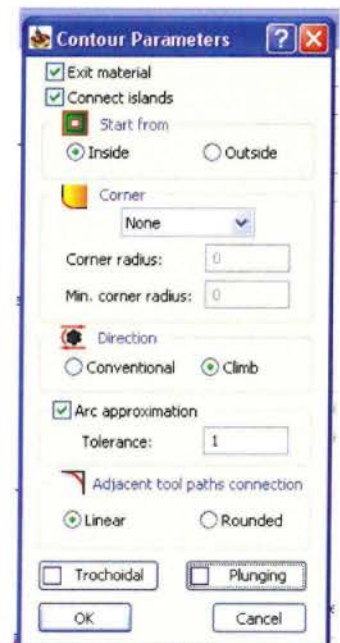 Contour Parameters
Exit material
Connect islands
Start from
Inside Outside
Corner
None
Corner radius: 0
Min. corner radius: 0
Direction
Conventional Climb
Arc approximation
Tolerance: 1
Adjacent tool paths connection
Linear Rounded
Trochoidal Plunging
OK Cancel